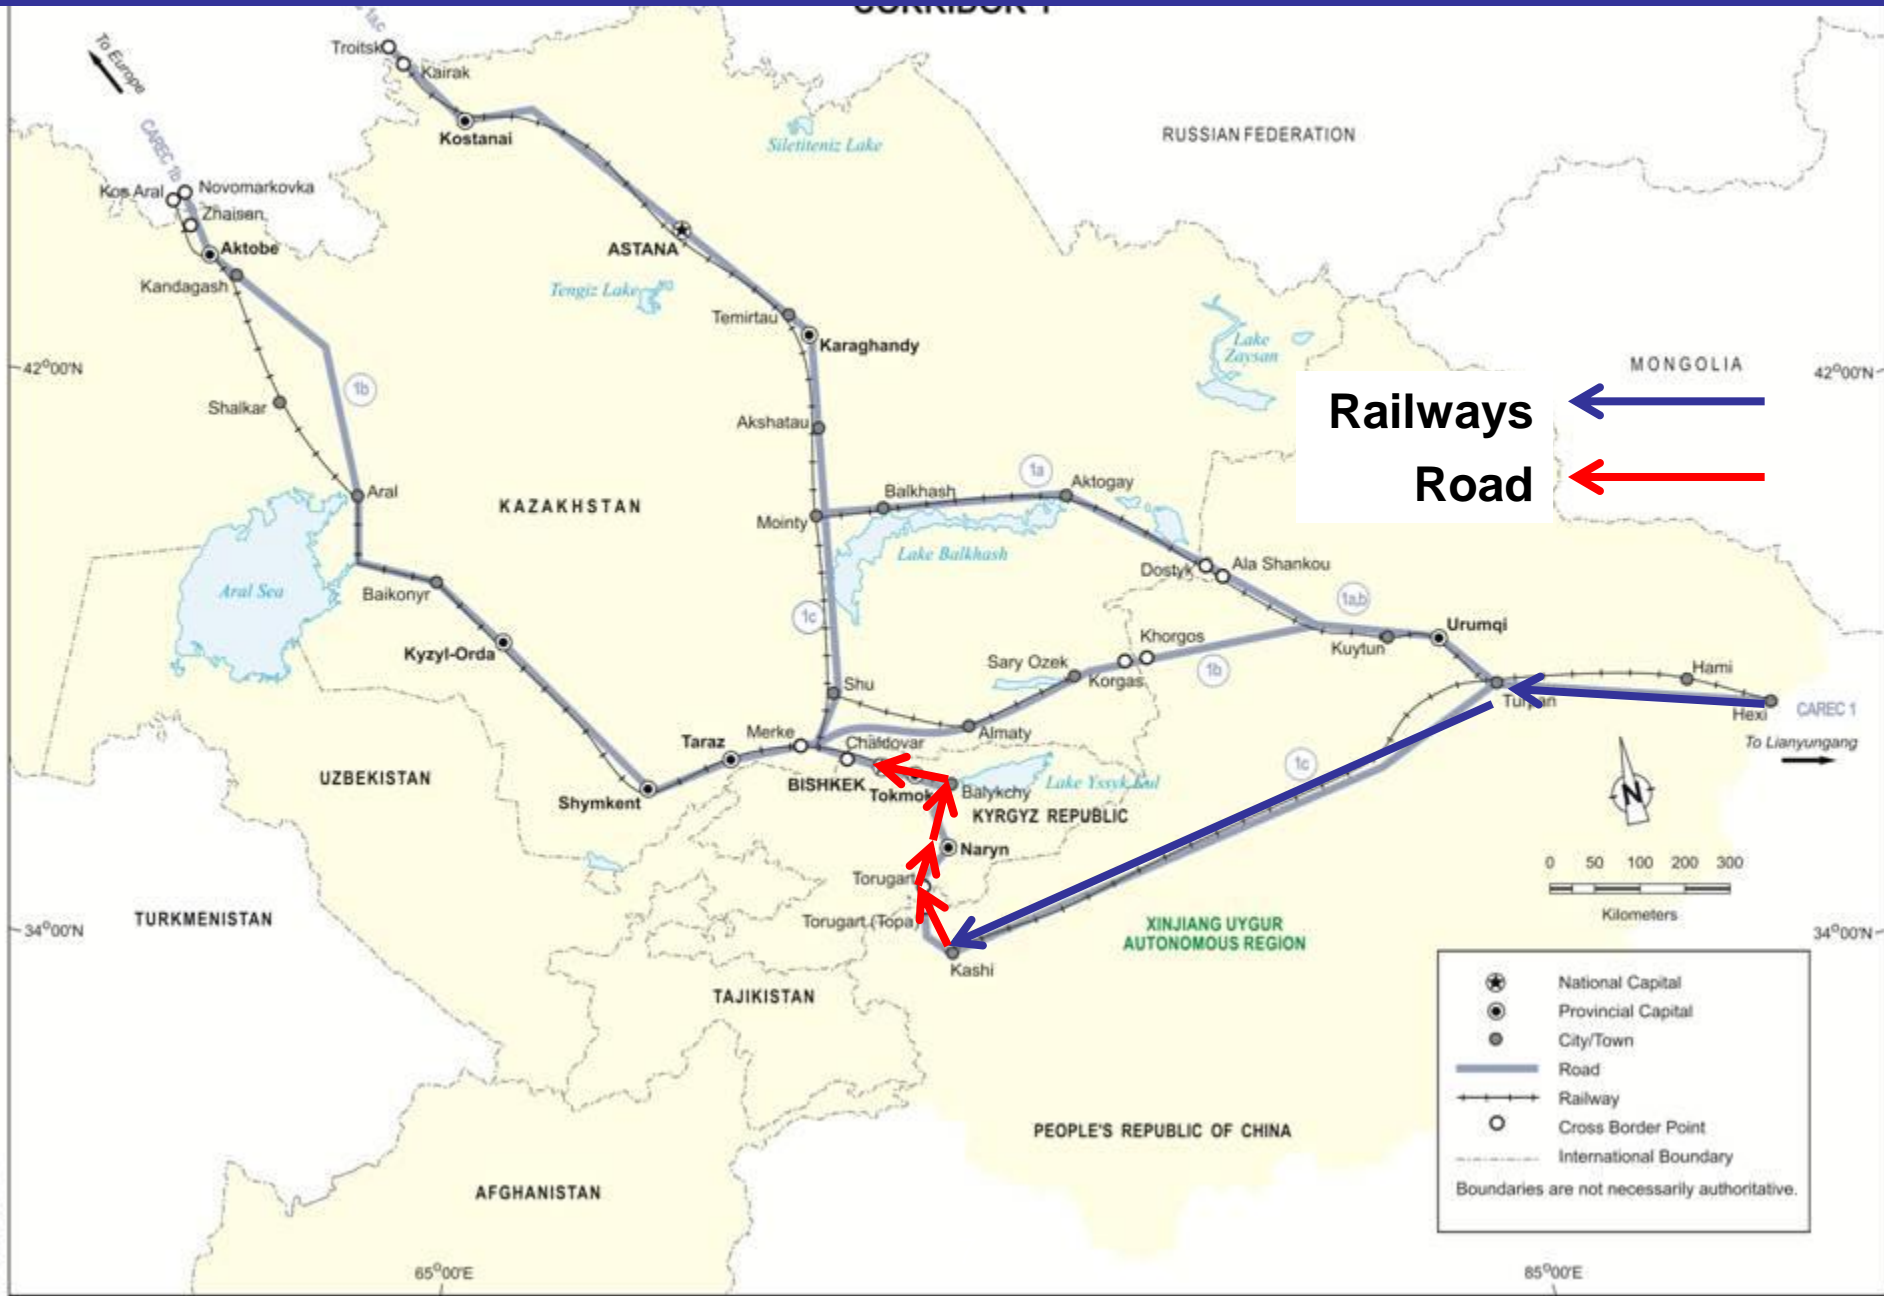 CORRIDOR 1
To Europe
CAREC 1b
Troitsk
Kairak
Kostanai
Siletiteniz Lake
RUSSIAN FEDERATION
Kos Aral
Novomarkovka
Zhaisan
Aktobe
Kandagash
ASTANA
Tengiz Lake
Temirtau
Karaghandy
Lake
Zaysan
MONGOLIA
42°00'N
42°00'N
1b
Shalkar
Akshatau
Railways
Road
Aral
KAZAKHSTAN
Mointy
Balkhash
1a
Aktogay
Lake Balkhash
Dostyk
Ala Shankou
Aral Sea
Baikonyr
1c
1a,b
Kyzyl-Orda
Khorgos
Urumqi
Kuytun
Sary Ozek
Korgas
1b
Hami
Shu
Turpan
Hexi
CAREC 1
To Lianyungang
Taraz
Merke
Chaldovar
Almaty
UZBEKISTAN
BISHKEK
Tokmok
Balykchy
Lake Yssyk Kul
1c
Shymkent
KYRGYZ REPUBLIC
N
Naryn
Torugart
0 50 100 200 300
Kilometers
TURKMENISTAN
Torugart (Topa)
XINJIANG UYGUR
AUTONOMOUS REGION
34°00'N
34°00'N
Kashi
TAJIKISTAN
National Capital
Provincial Capital
City/Town
Road
Railway
Cross Border Point
International Boundary
Boundaries are not necessarily authoritative.
PEOPLE'S REPUBLIC OF CHINA
AFGHANISTAN
65°00'E
85°00'E